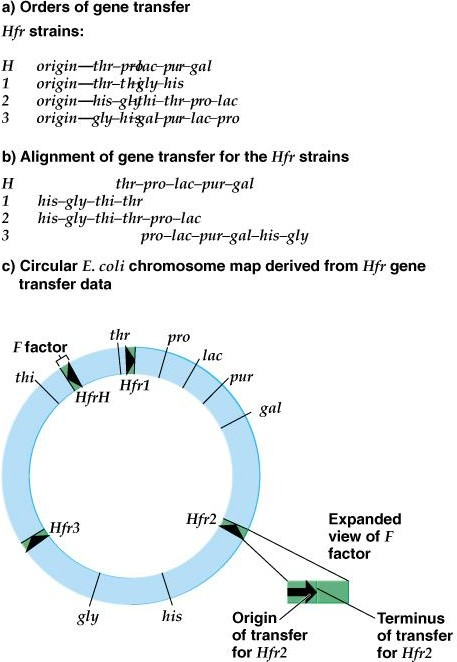 a) Orders of gene transfer
Hfr strains:
H origin—thr–pro–lac–pur–gal
1 origin—thr–thi–gly–his
2 origin—his–gly–thi–thr–pro–lac
3 origin—gly–his–gal–pur–lac–pro
b) Alignment of gene transfer for the Hfr strains
H thr–pro–lac–pur–gal
1 his–gly–thi–thr
2 his–gly–thi–thr–pro–lac
3 pro–lac–pur–gal–his–gly
c) Circular E. coli chromosome map derived from Hfr gene
transfer data
thr
pro
F factor
lac
thi
HfrH
Hfr1
pur
gal
Hfr3
Hfr2
Expanded
view of F
factor
gly
his
Origin
of transfer
for Hfr2
Terminus
of transfer
for Hfr2